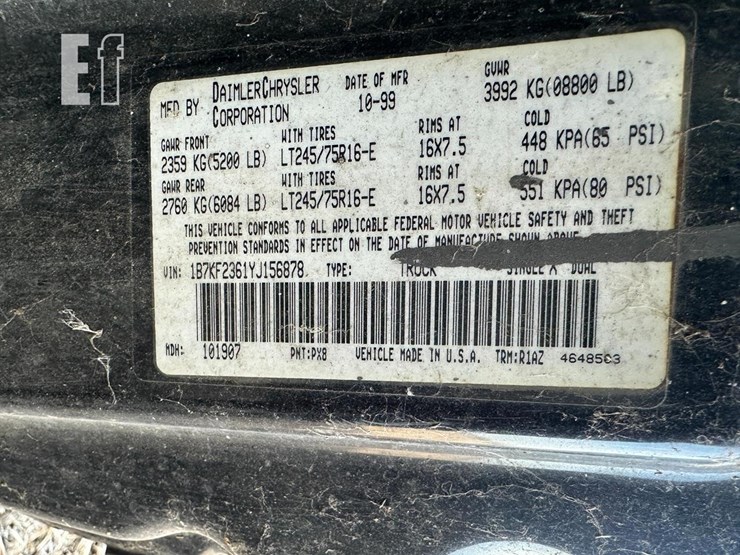 Ef
MFD BY DAIMLERCHRYSLER CORPORATION DATE OF MFR 10-99 GVWR 3992 KG(08800 LB)
GAWR FRONT WITH TIRES RIMS AT COLD
2359 KG(5200 LB) LT245/75R16-E 16X7.5 448 KPA(65 PSI)
GAWR REAR WITH TIRES RIMS AT COLD
2760 KG(6084 LB) LT245/75R16-E 16X7.5 551 KPA(80 PSI)
THIS VEHICLE CONFORMS TO ALL APPLICABLE FEDERAL MOTOR VEHICLE SAFETY AND THEFT
PREVENTION STANDARDS IN EFFECT ON THE DATE OF MANUFACTURE SHOWN ABOVE
VIN: 1B7KF2361YJ156878 TYPE: TRUCK SINGLE X DUAL
MDH: 101907 PNT:PX8 VEHICLE MADE IN U.S.A. TRM:R1AZ 4648503